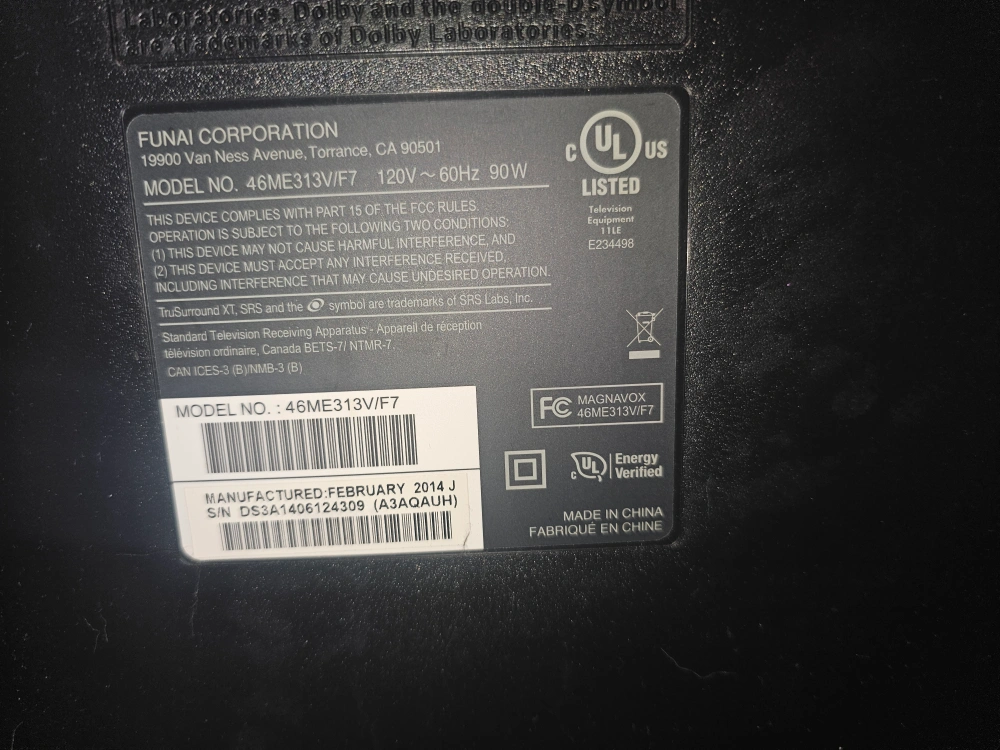 Laboratories. Dolby and the double-D symbol
are trademarks of Dolby Laboratories.
FUNAI CORPORATION
19900 Van Ness Avenue, Torrance, CA 90501
MODEL NO. 46ME313V/F7 120V ~ 60Hz 90W
C UL US
LISTED
Television
Equipment
11LE
E234498
THIS DEVICE COMPLIES WITH PART 15 OF THE FCC RULES.
OPERATION IS SUBJECT TO THE FOLLOWING TWO CONDITIONS:
(1) THIS DEVICE MAY NOT CAUSE HARMFUL INTERFERENCE, AND
(2) THIS DEVICE MUST ACCEPT ANY INTERFERENCE RECEIVED,
INCLUDING INTERFERENCE THAT MAY CAUSE UNDESIRED OPERATION.
TruSurround XT, SRS and the symbol are trademarks of SRS Labs, Inc.
Standard Television Receiving Apparatus - Appareil de réception
télévision ordinaire, Canada BETS-7/ NTMR-7.
CAN ICES-3 (B)/NMB-3 (B)
MODEL NO. : 46ME313V/F7
MANUFACTURED:FEBRUARY 2014 J
S/N DS3A1406124309 (A3AQAUH)
FC MAGNAVOX
46ME313V/F7
C UL Energy
Verified
MADE IN CHINA
FABRIQUÉ EN CHINE